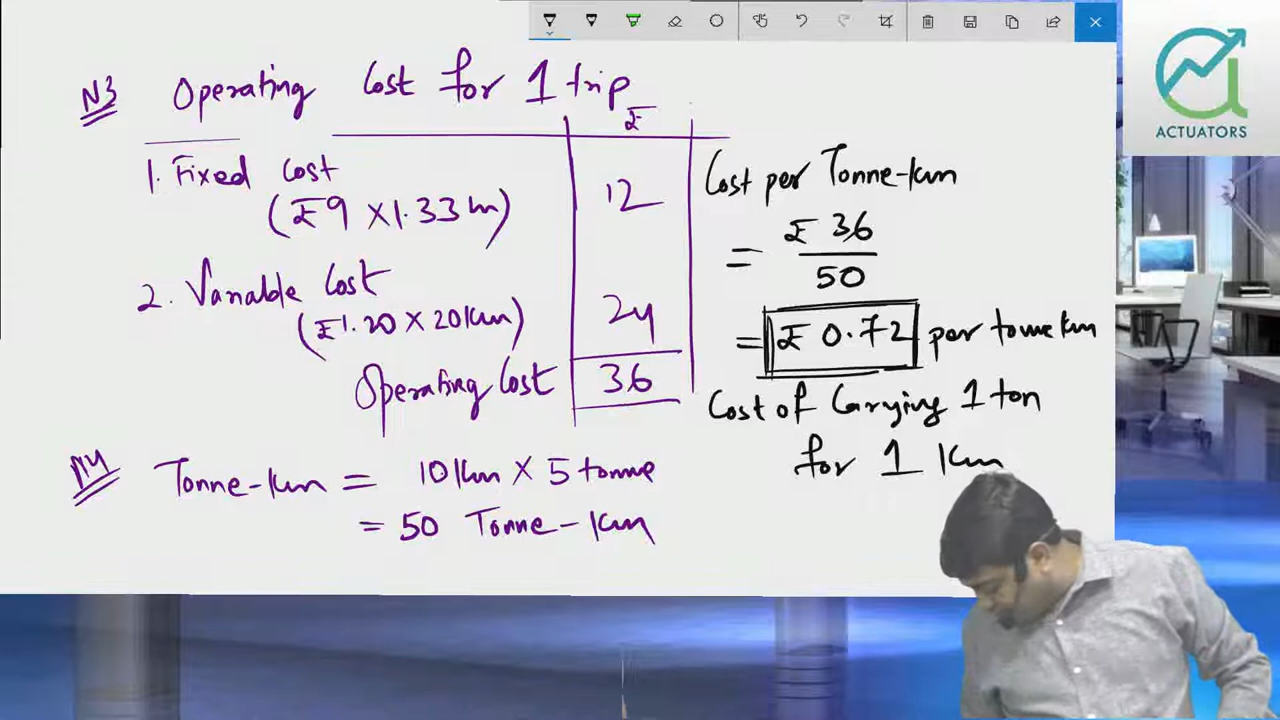 N3 Operating Cost for 1 trip
₹
1. Fixed Cost
(₹9 X 1.33 hr) 12
2. Variable Cost
(₹1.20 X 20 km) 24
Operating Cost 36
N4 Tonne-km = 10 km X 5 tonne
= 50 Tonne-km
Cost per Tonne-km
= ₹ 36
50
= ₹ 0.72 per tonne km
Cost of Carrying 1 ton
for 1 Km
ACTUATORS